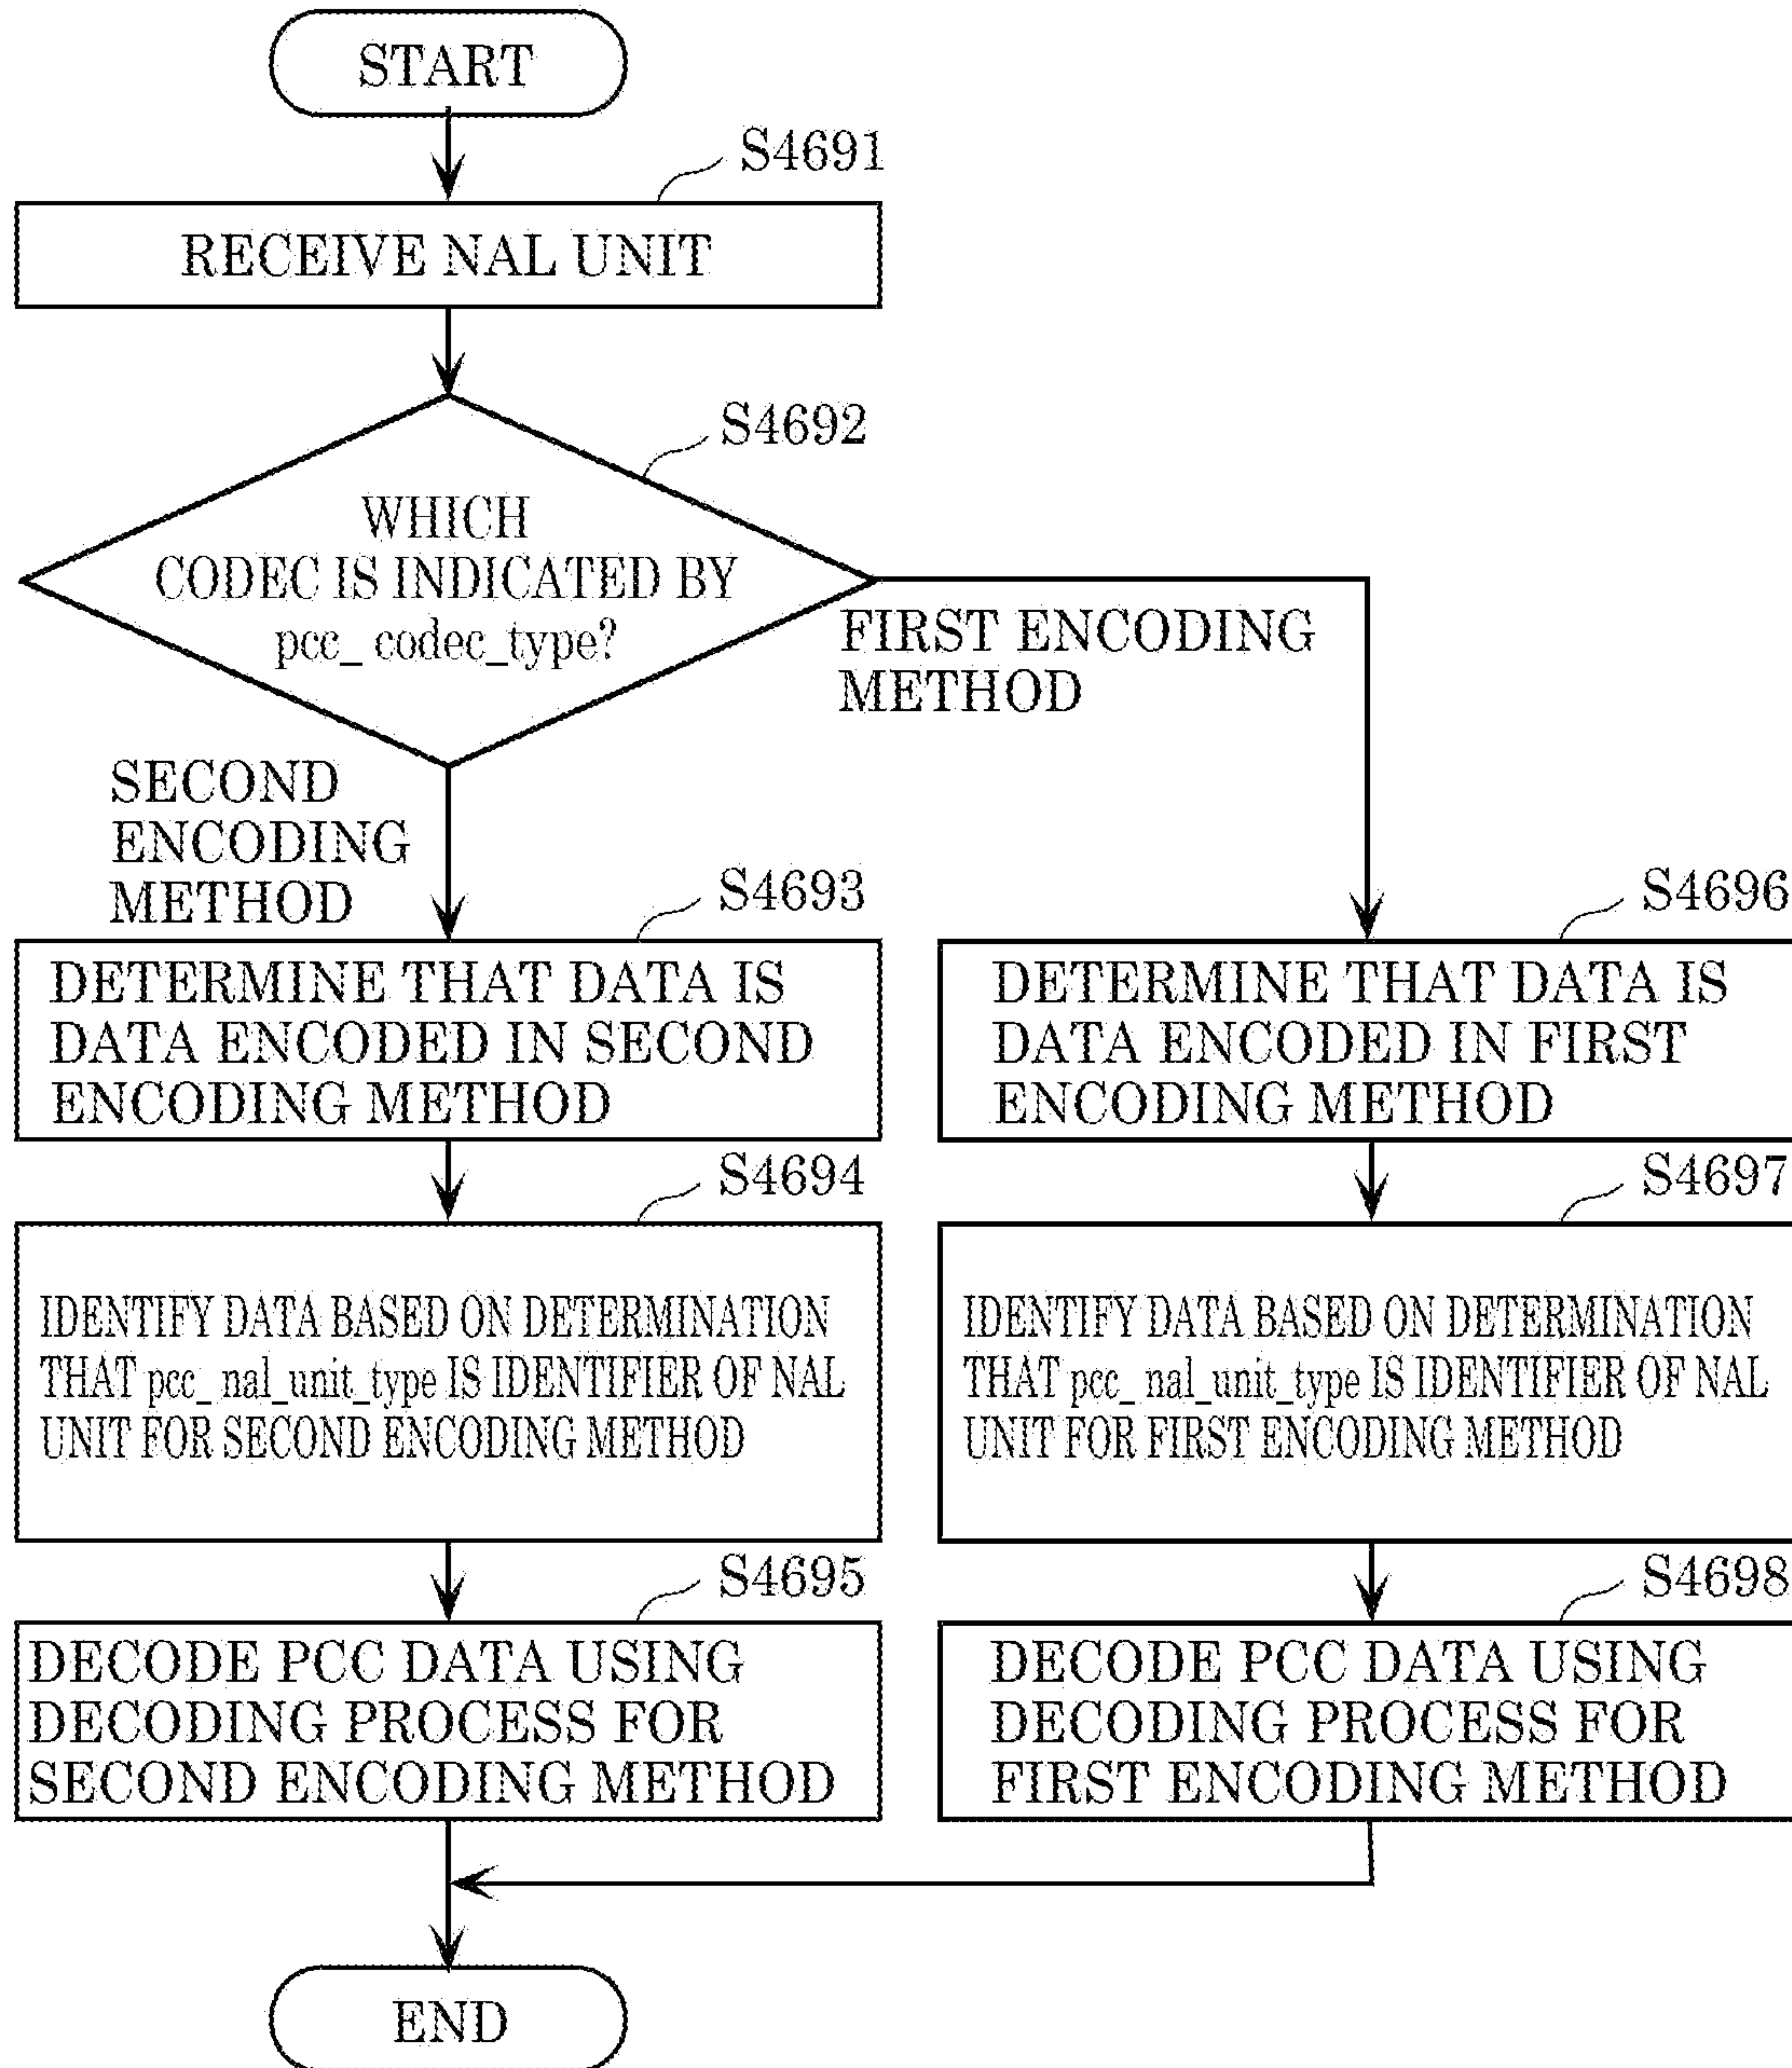 START
S4691
RECEIVE NAL UNIT
S4692
WHICH
CODEC IS INDICATED BY
pcc_ codec_type?
FIRST ENCODING
METHOD
SECOND
ENCODING
METHOD
S4693
DETERMINE THAT DATA IS
DATA ENCODED IN SECOND
ENCODING METHOD
S4696
DETERMINE THAT DATA IS
DATA ENCODED IN FIRST
ENCODING METHOD
S4694
IDENTIFY DATA BASED ON DETERMINATION
THAT pcc_ nal_unit_type IS IDENTIFIER OF NAL
UNIT FOR SECOND ENCODING METHOD
S4697
IDENTIFY DATA BASED ON DETERMINATION
THAT pcc_ nal_unit_type IS IDENTIFIER OF NAL
UNIT FOR FIRST ENCODING METHOD
S4695
DECODE PCC DATA USING
DECODING PROCESS FOR
SECOND ENCODING METHOD
S4698
DECODE PCC DATA USING
DECODING PROCESS FOR
FIRST ENCODING METHOD
END